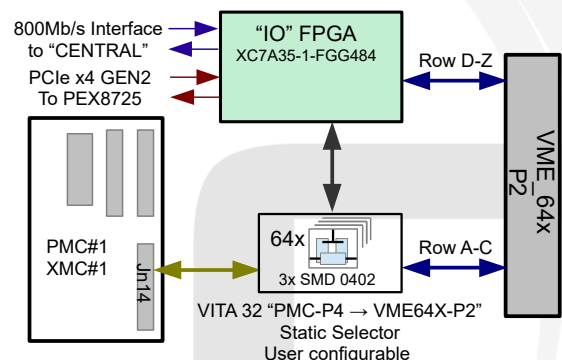 800Mb/s Interface
to “CENTRAL”
PCIe x4 GEN2
To PEX8725
“IO” FPGA
XC7A35-1-FGG484
Row D-Z
VME_64x
P2
PMC#1
XMC#1
Jn14
64x
3x SMD 0402
Row A-C
VITA 32 “PMC-P4 → VME64X-P2”
Static Selector
User configurable